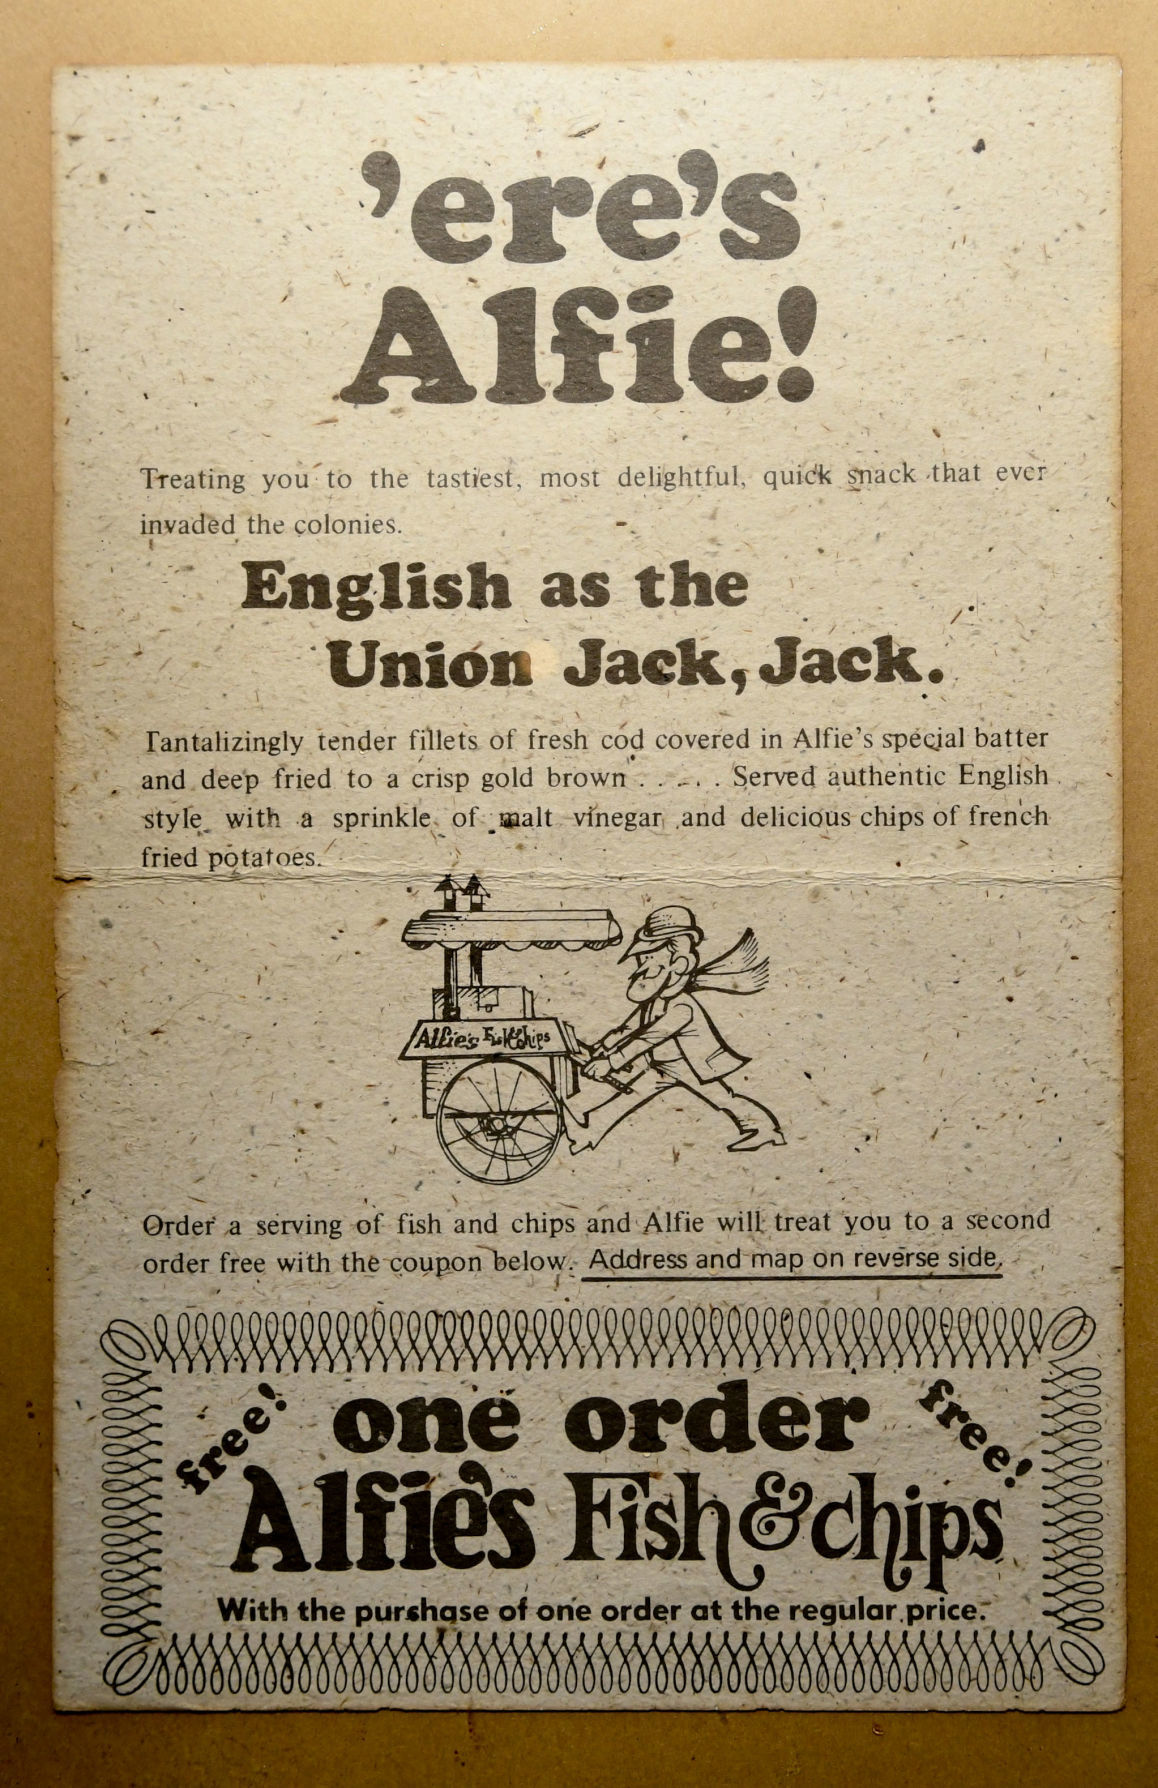 ’ere’s
Alfie!
Treating you to the tastiest, most delightful, quick snack that ever
invaded the colonies.
English as the
Union Jack, Jack.
Tantalizingly tender fillets of fresh cod covered in Alfie’s special batter
and deep fried to a crisp gold brown . . . . . Served authentic English
style with a sprinkle of malt vinegar and delicious chips of french
fried potatoes.
Alfie's Fish & Chips
Order a serving of fish and chips and Alfie will treat you to a second
order free with the coupon below. Address and map on reverse side.
free! one order free!
Alfie’s Fish & chips
With the purshase of one order at the regular price.